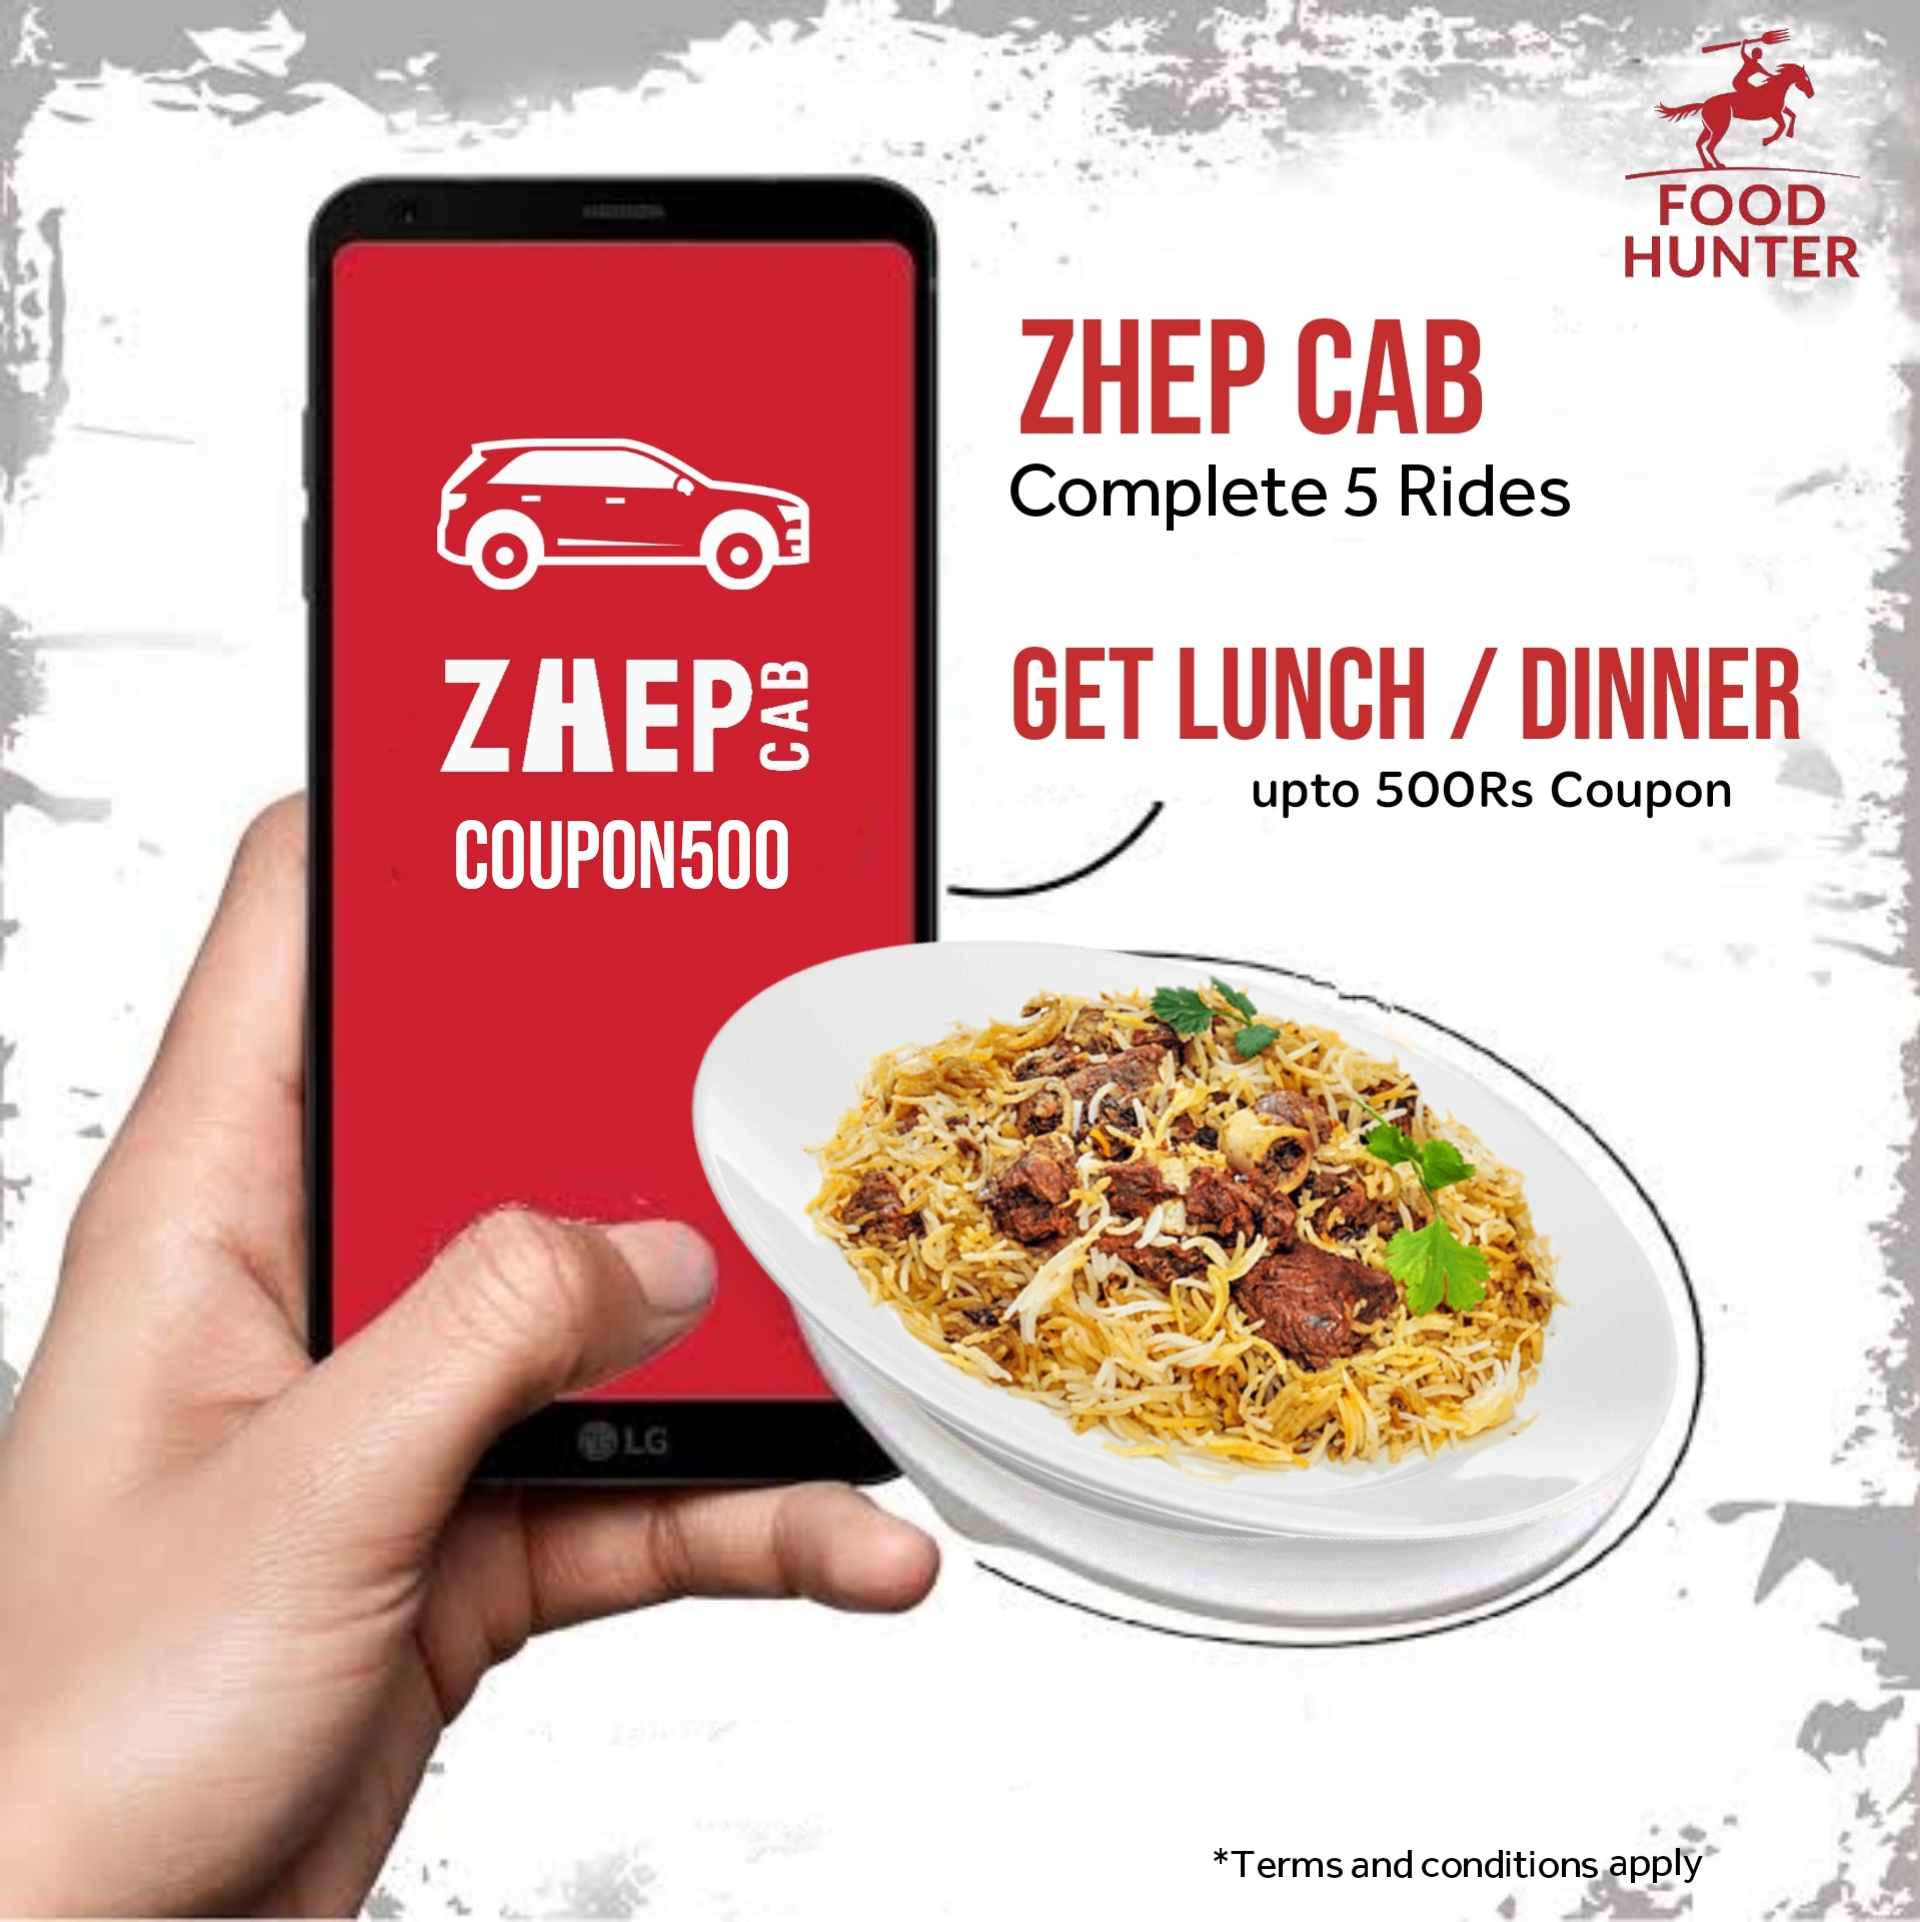 FOOD
HUNTER
ZHEP CAB
Complete 5 Rides
GET LUNCH / DINNER
upto 500Rs Coupon
ZHEP CAB
COUPON500
LG
*Terms and conditions apply